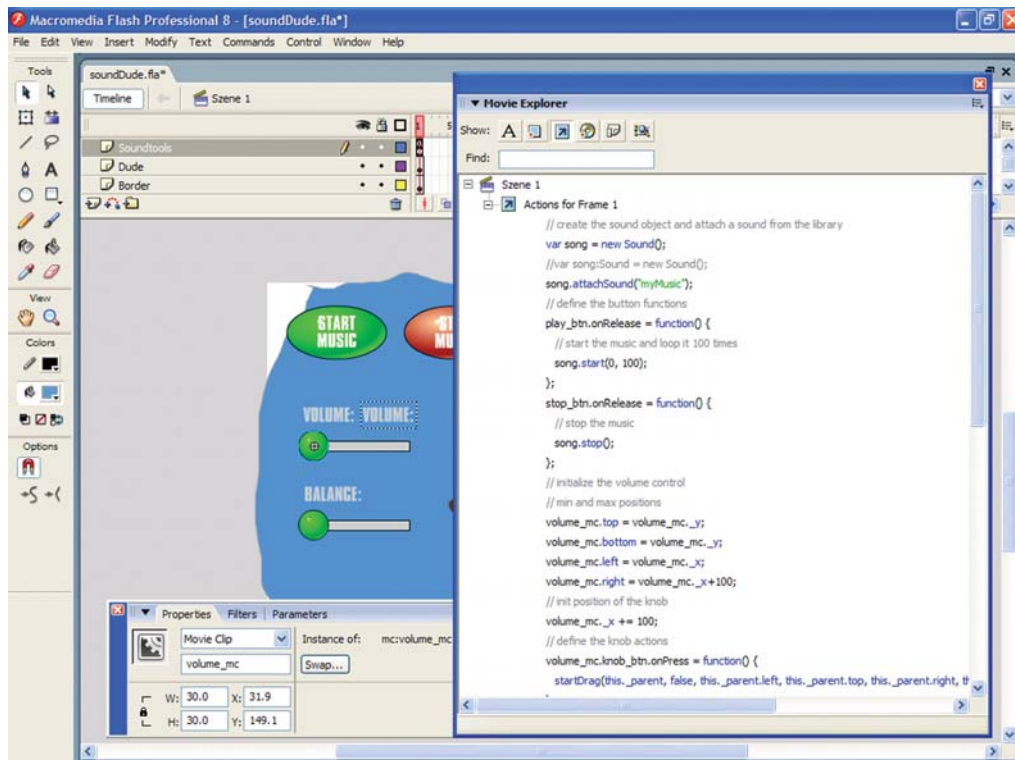 Macromedia Flash Professional 8 - [soundDude.fla*]
File Edit View Insert Modify Text Commands Control Window Help
Tools
View
Colors
Options
soundDude.fla*
Timeline
Szene 1
1
5
Soundtools
Dude
Border
START
MUSIC
VOLUME: VOLUME:
BALANCE:
Movie Explorer
Show:
Find:
Szene 1
Actions for Frame 1
// create the sound object and attach a sound from the library
var song = new Sound();
//var song:Sound = new Sound();
song.attachSound("myMusic");
// define the button functions
play_btn.onRelease = function() {
// start the music and loop it 100 times
song.start(0, 100);
};
stop_btn.onRelease = function() {
// stop the music
song.stop();
};
// initialize the volume control
// min and max positions
volume_mc.top = volume_mc._y;
volume_mc.bottom = volume_mc._y;
volume_mc.left = volume_mc._x;
volume_mc.right = volume_mc._x+100;
// init position of the knob
volume_mc._x += 100;
// define the knob actions
volume_mc.knob_btn.onPress = function() {
startDrag(this._parent, false, this._parent.left, this._parent.top, this._parent.right, th
Properties Filters Parameters
Movie Clip
Instance of: mc:volume_mc
volume_mc
Swap...
W: 30.0 X: 31.9
H: 30.0 Y: 149.1